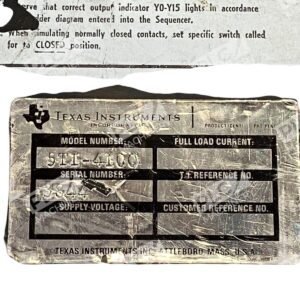 that correct output indicator Y0-Y15 lights in accordance
der diagram entered into the Sequencer.
When simulating normally closed contacts, set specific switch called
for to CLOSED position.
TEXAS INSTRUMENTS
INCORPORATED
MODEL NUMBER:
FULL LOAD CURRENT:
5TI-4100
SERIAL NUMBER:
T.I. REFERENCE NO.
SUPPLY VOLTAGE:
CUSTOMER REFERENCE NO.
TEXAS INSTRUMENTS INC. ATTLEBORO, MASS. U.S.A.